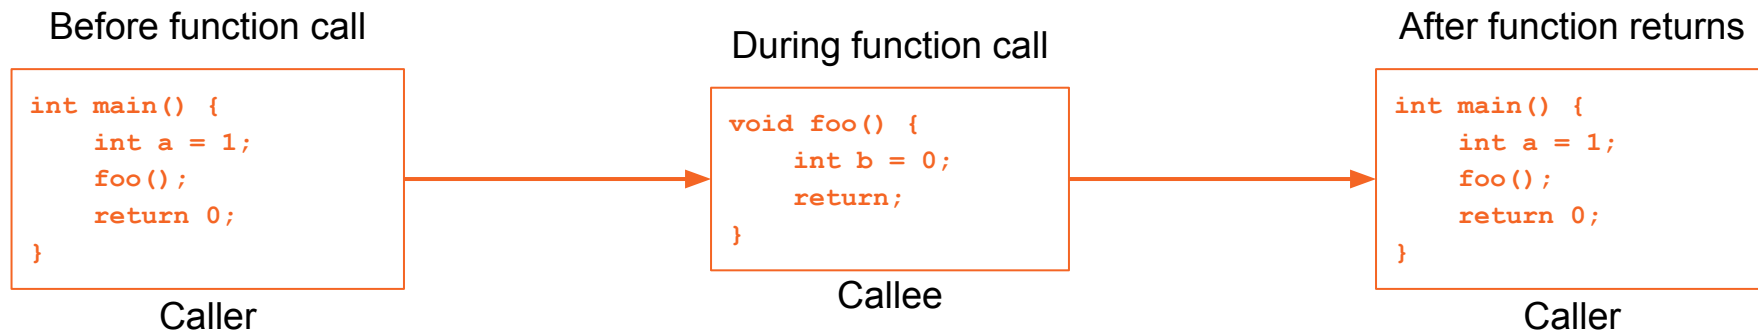 Before function call
int main() {
    int a = 1;
    foo();
    return 0;
}
Caller
During function call
void foo() {
    int b = 0;
    return;
}
Callee
After function returns
int main() {
    int a = 1;
    foo();
    return 0;
}
Caller